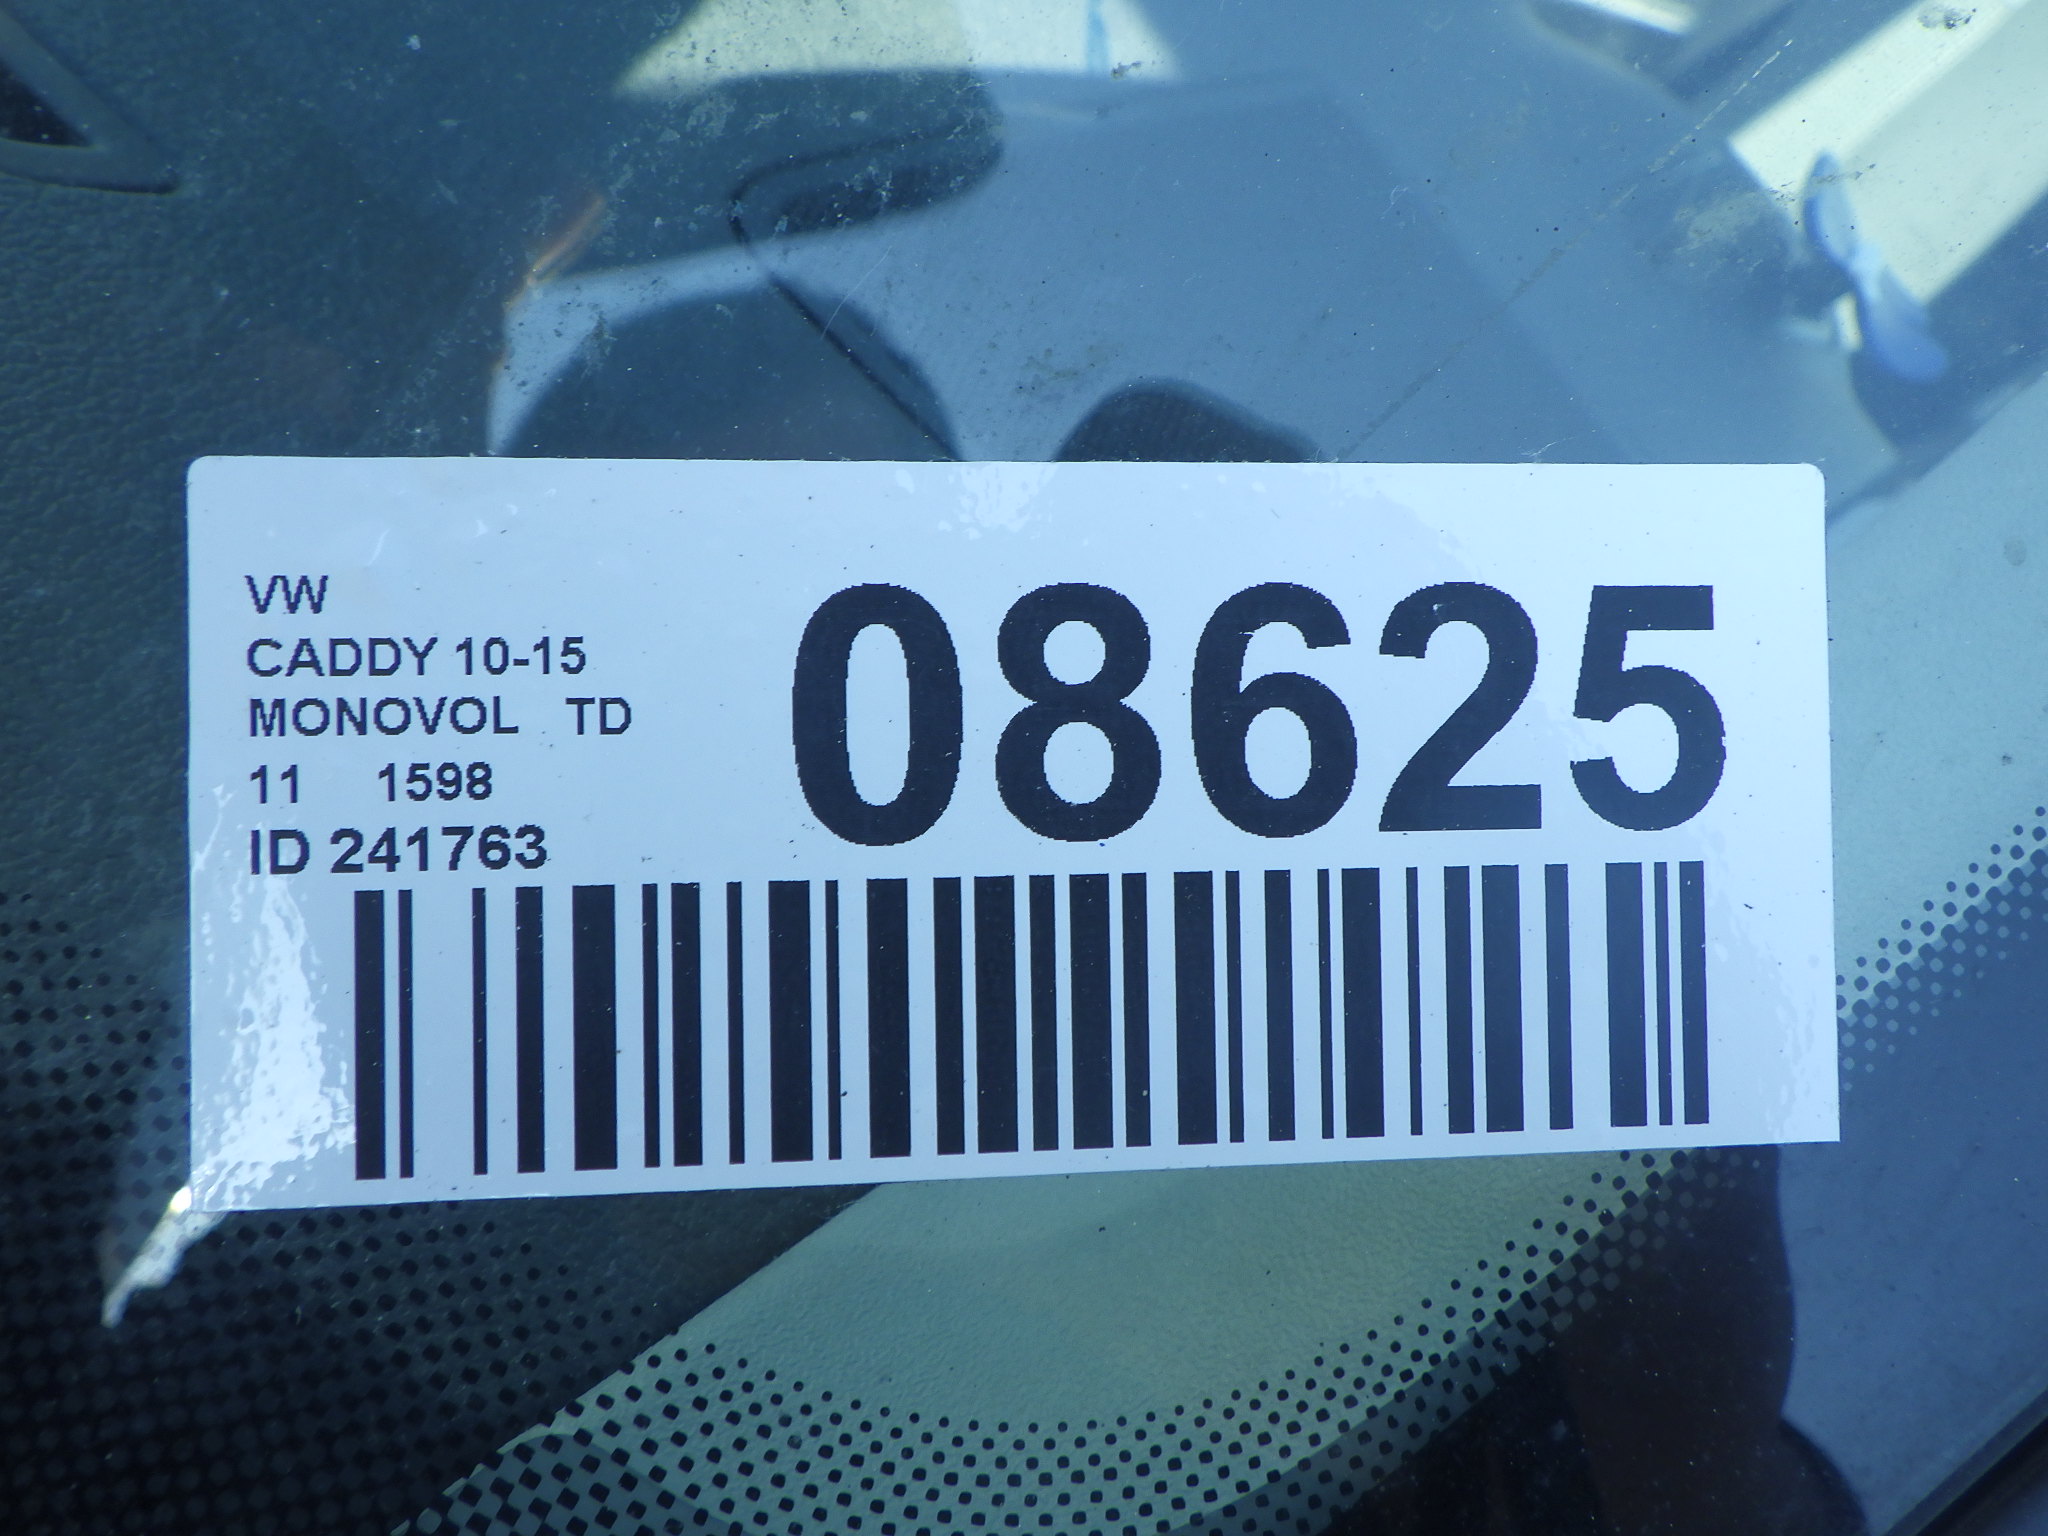 VW
CADDY 10-15
MONOVOL TD
11 1598
ID 241763
08625